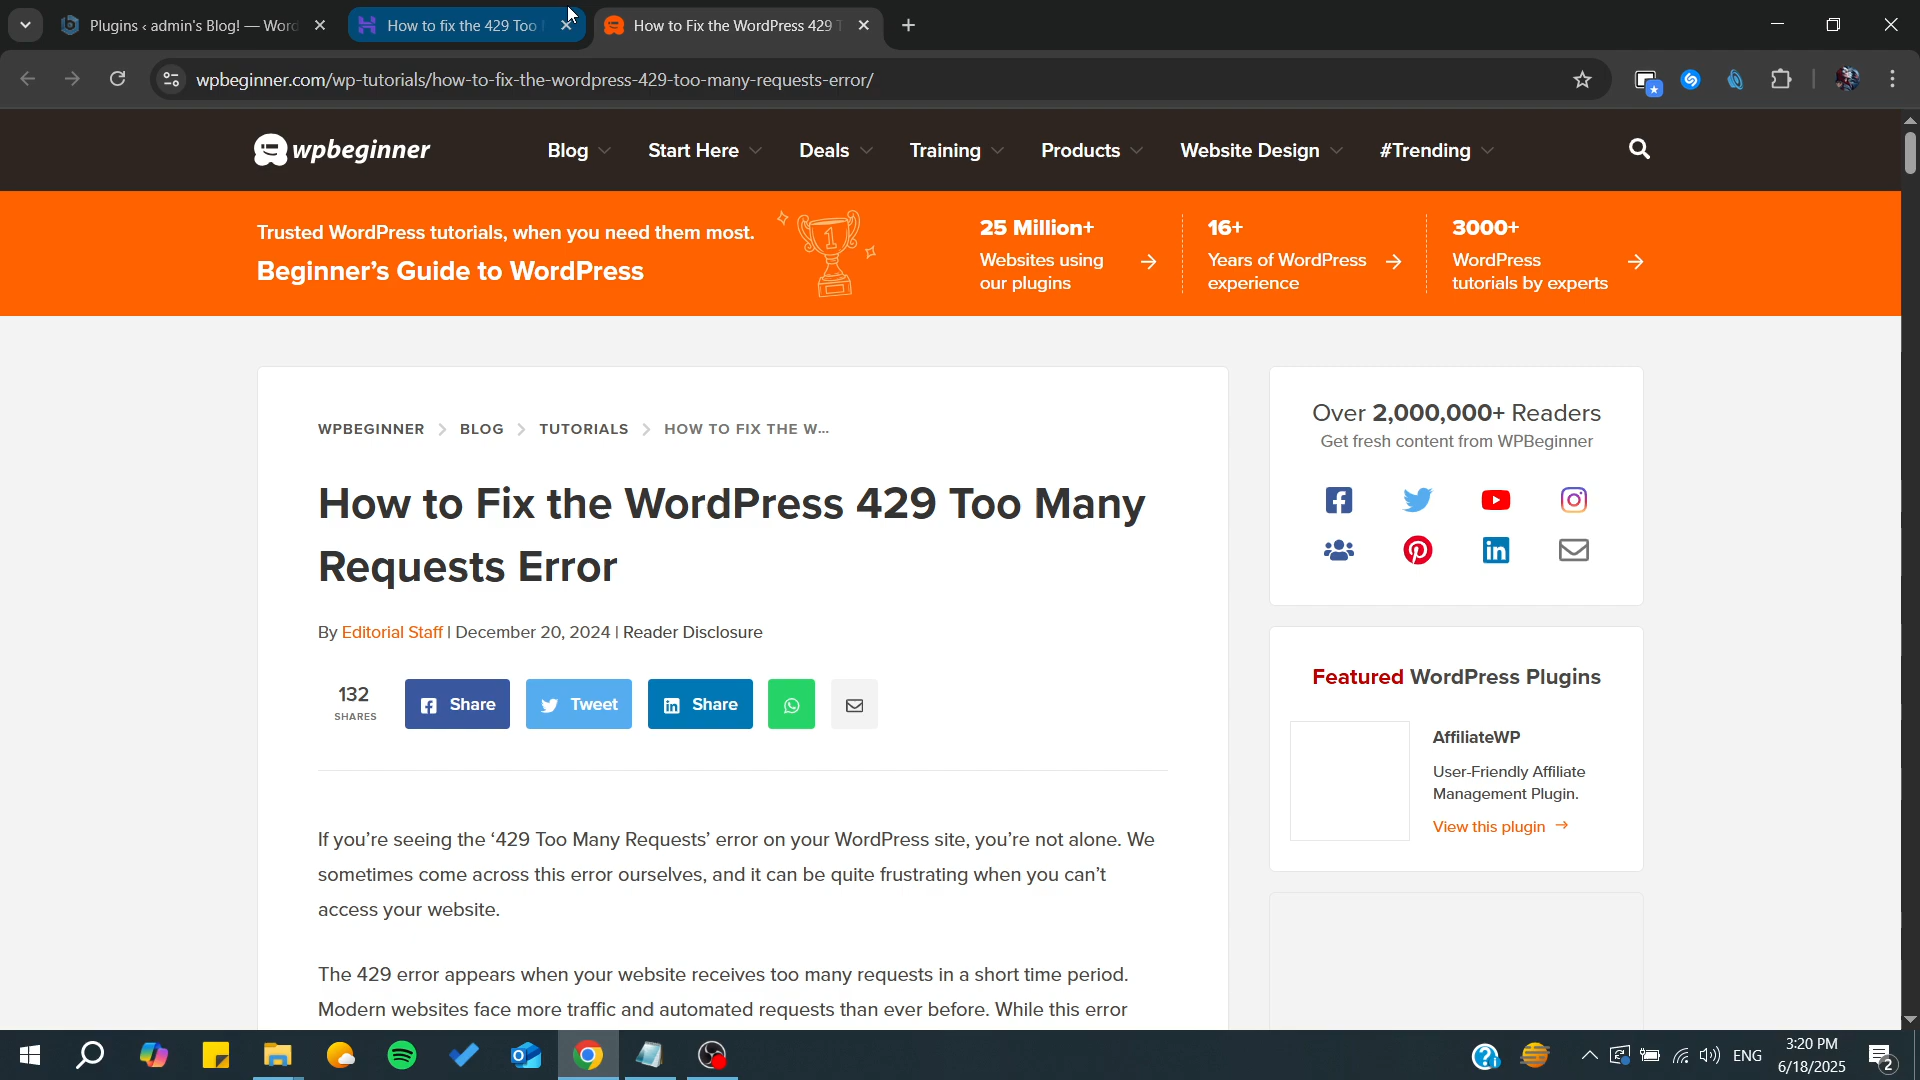 Plugins ‹ admin's Blog! — Word
How to fix the 429 Too
How to Fix the WordPress 429 T
wpbeginner.com/wp-tutorials/how-to-fix-the-wordpress-429-too-many-requests-error/
wpbeginner
Blog
Start Here
Deals
Training
Products
Website Design
#Trending
Trusted WordPress tutorials, when you need them most.
Beginner's Guide to WordPress
1
25 Million+
Websites using
our plugins
16+
Years of WordPress
experience
3000+
WordPress
tutorials by experts
WPBEGINNER
BLOG
TUTORIALS
HOW TO FIX THE W...
How to Fix the WordPress 429 Too Many
Requests Error
By Editorial Staff | December 20, 2024 | Reader Disclosure
132
SHARES
Share
Tweet
Share
If you're seeing the ‘429 Too Many Requests’ error on your WordPress site, you're not alone. We
sometimes come across this error ourselves, and it can be quite frustrating when you can't
access your website.
The 429 error appears when your website receives too many requests in a short time period.
Modern websites face more traffic and automated requests than ever before. While this error
Over 2,000,000+ Readers
Get fresh content from WPBeginner
Featured WordPress Plugins
AffiliateWP
User-Friendly Affiliate
Management Plugin.
View this plugin →
ENG
3:20 PM
6/18/2025
2